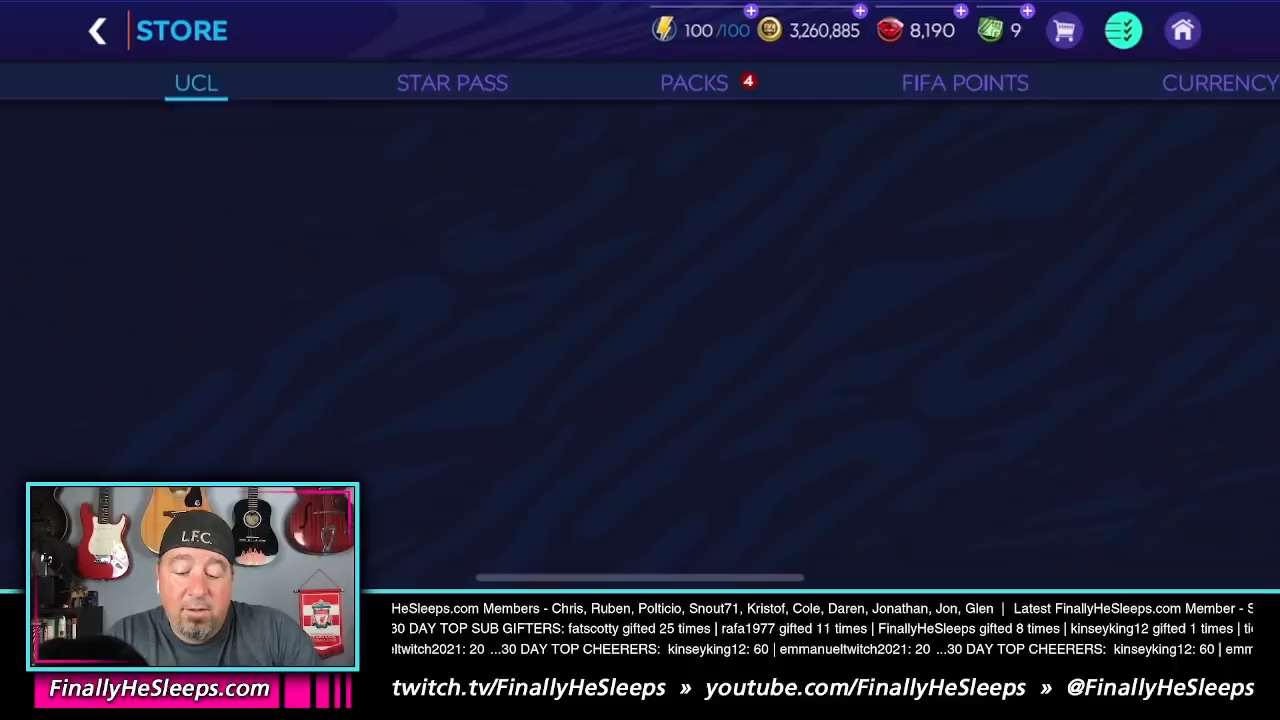 STORE
100/100
3,260,885
8,190
9
UCL
STAR PASS
PACKS 4
FIFA POINTS
CURRENCY
L.F.C.
HeSleeps.com Members - Chris, Ruben, Polticio, Snout71, Kristof, Cole, Daren, Jonathan, Jon, Glen | Latest FinallyHeSleeps.com Member - S
30 DAY TOP SUB GIFTERS: fatscotty gifted 25 times | rafa1977 gifted 11 times | FinallyHeSleeps gifted 8 times | kinseyking12 gifted 1 times | ti
eltwitch2021: 20 ...30 DAY TOP CHEERERS: kinseyking12: 60 | emmanueltwitch2021: 20 ...30 DAY TOP CHEERERS: kinseyking12: 60 | emm
FinallyHeSleeps.com
twitch.tv/FinallyHeSleeps » youtube.com/FinallyHeSleeps » @FinallyHeSleeps